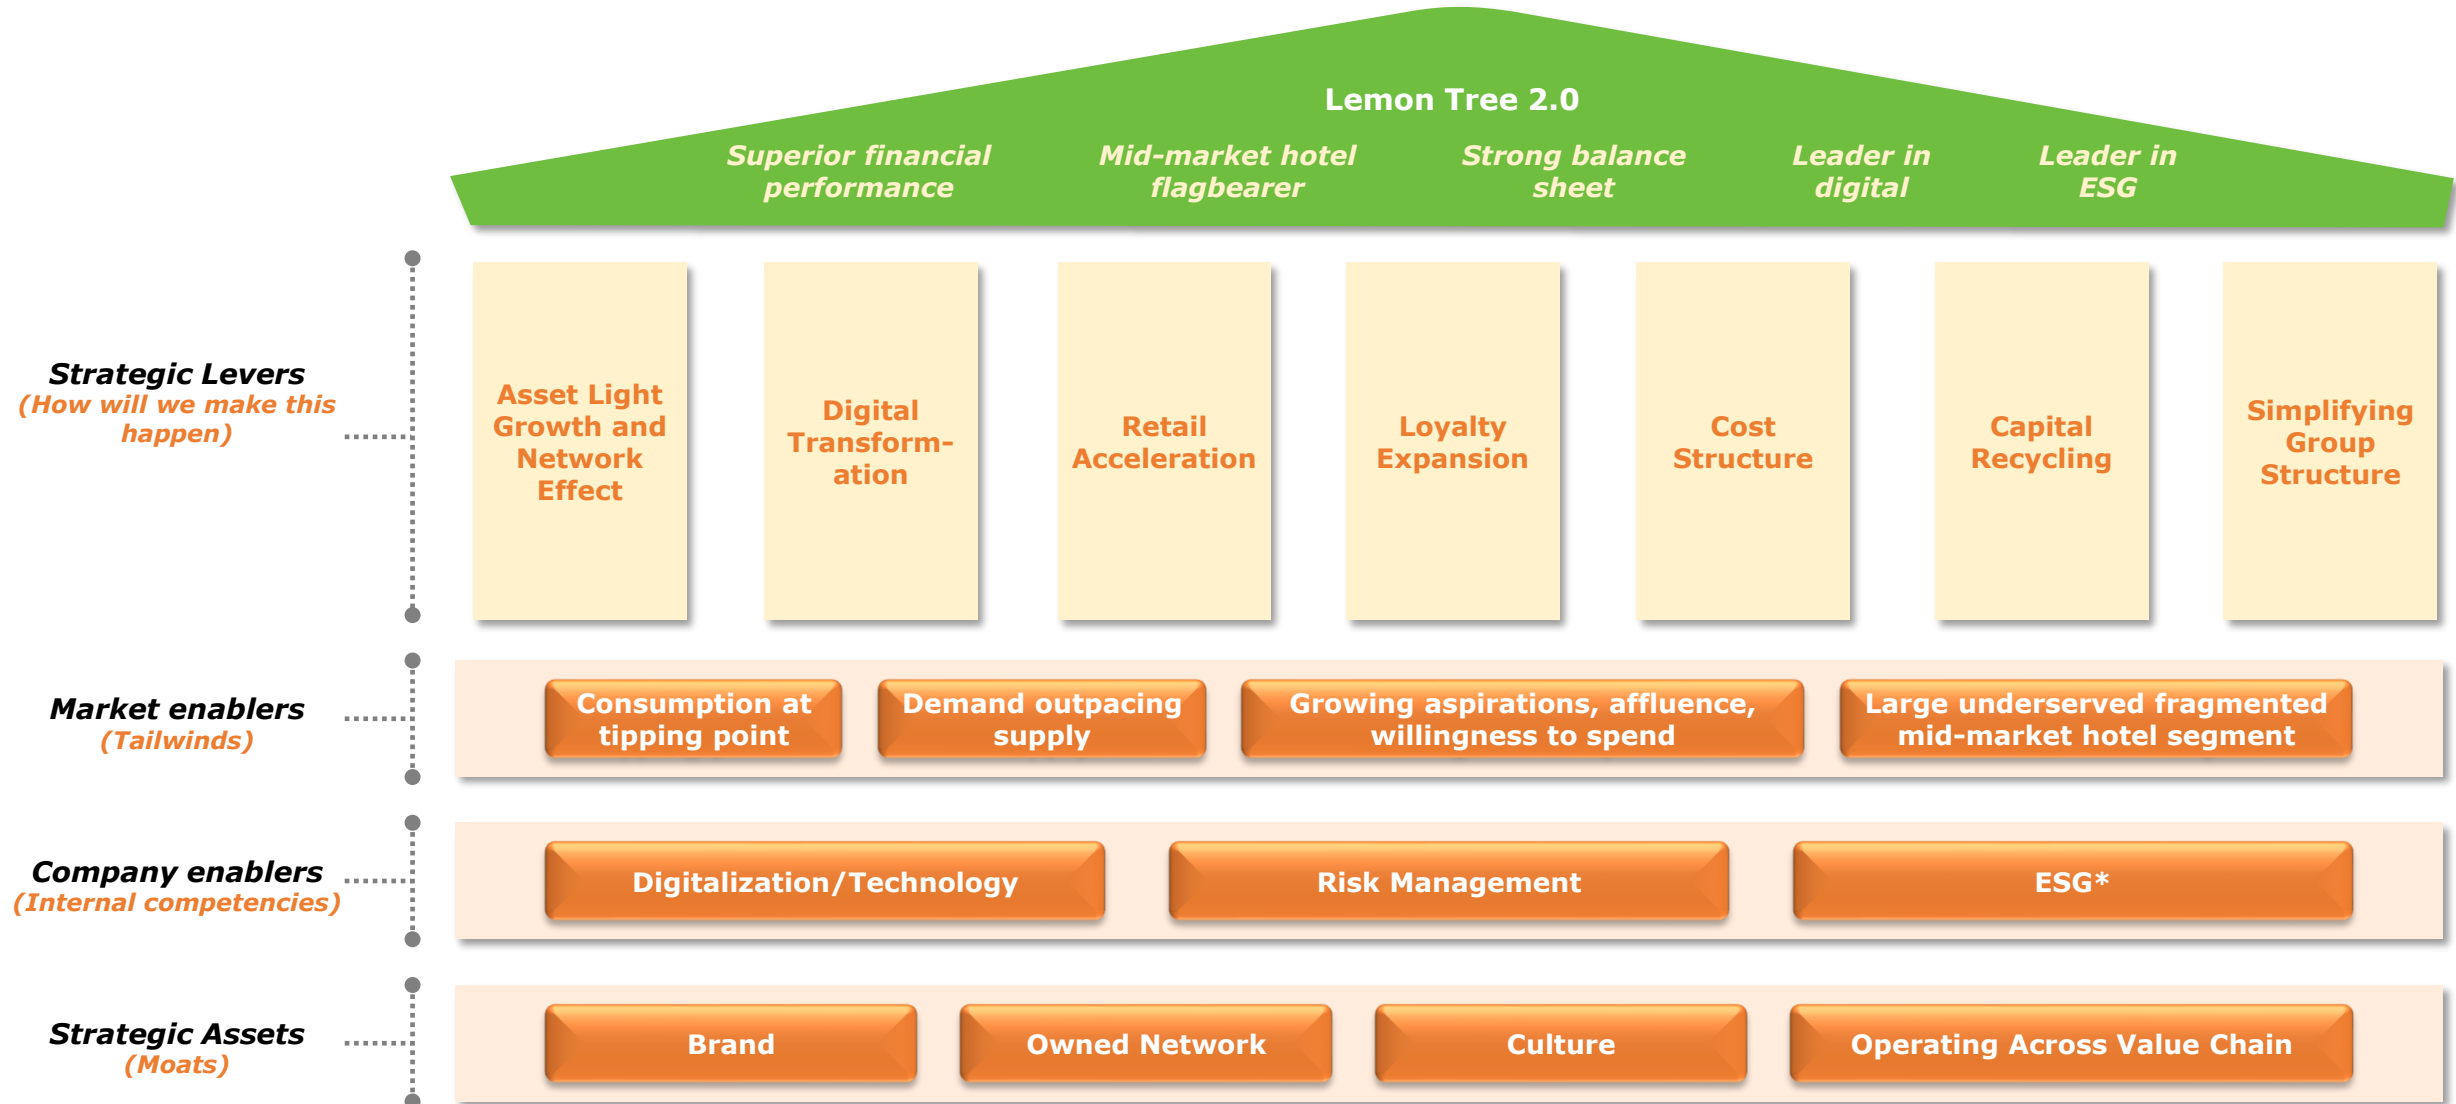 Lemon Tree 2.0
Superior financial
performance
Mid-market hotel
flagbearer
Strong balance
sheet
Leader in
digital
Leader in
ESG
Strategic Levers
(How will we make this
happen)
Asset Light
Growth and
Network
Effect
Digital
Transform-
ation
Retail
Acceleration
Loyalty
Expansion
Cost
Structure
Capital
Recycling
Simplifying
Group
Structure
Market enablers
(Tailwinds)
Consumption at
tipping point
Demand outpacing
supply
Growing aspirations, affluence,
willingness to spend
Large underserved fragmented
mid-market hotel segment
Company enablers
(Internal competencies)
Digitalization/Technology
Risk Management
ESG*
Strategic Assets
(Moats)
Brand
Owned Network
Culture
Operating Across Value Chain